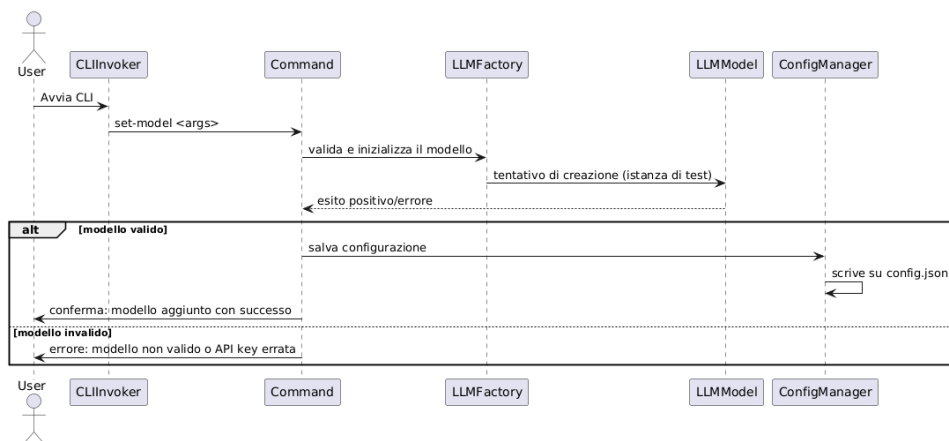 User
CLIInvoker
Command
LLMFactory
LLMModel
ConfigManager
Avvia CLI
set-model <args>
valida e inizializza il modello
tentativo di creazione (istanza di test)
esito positivo/errore
alt
[modello valido]
salva configurazione
scrive su config.json
conferma: modello aggiunto con successo
[modello invalido]
errore: modello non valido o API key errata
User
CLIInvoker
Command
LLMFactory
LLMModel
ConfigManager